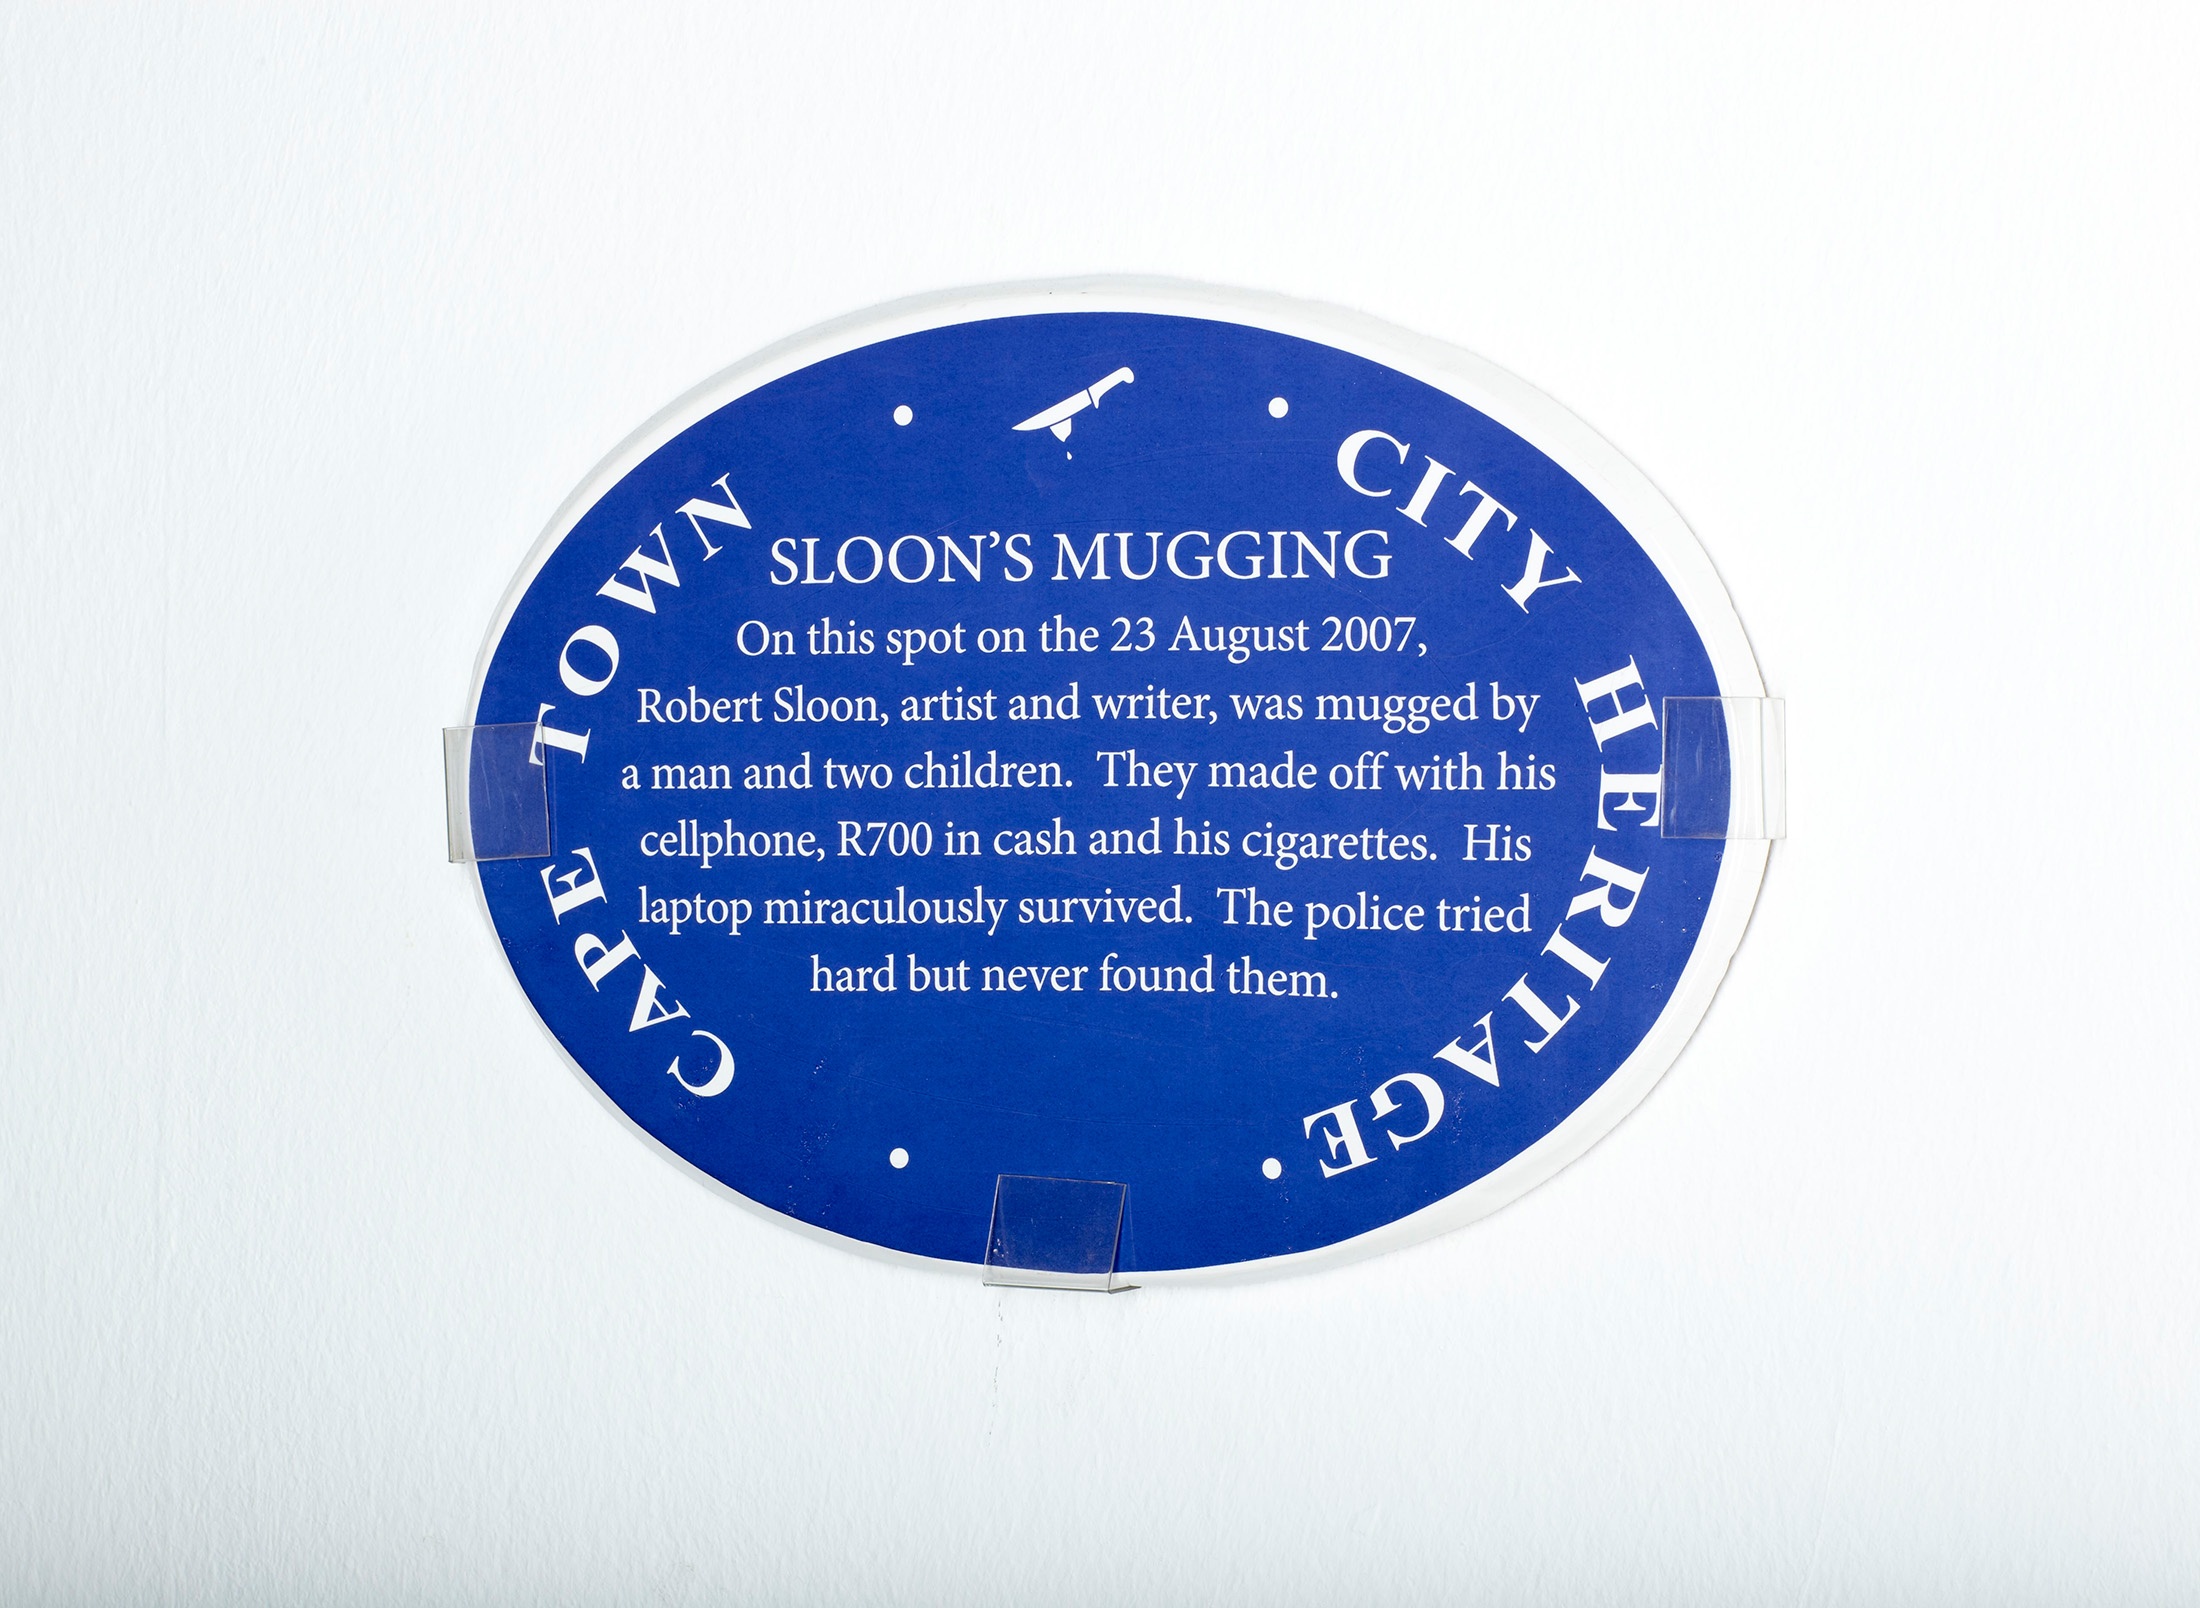 CAPE TOWN
CITY HERITAGE
SLOON’S MUGGING
On this spot on the 23 August 2007,
Robert Sloon, artist and writer, was mugged by
a man and two children. They made off with his
cellphone, R700 in cash and his cigarettes. His
laptop miraculously survived. The police tried
hard but never found them.